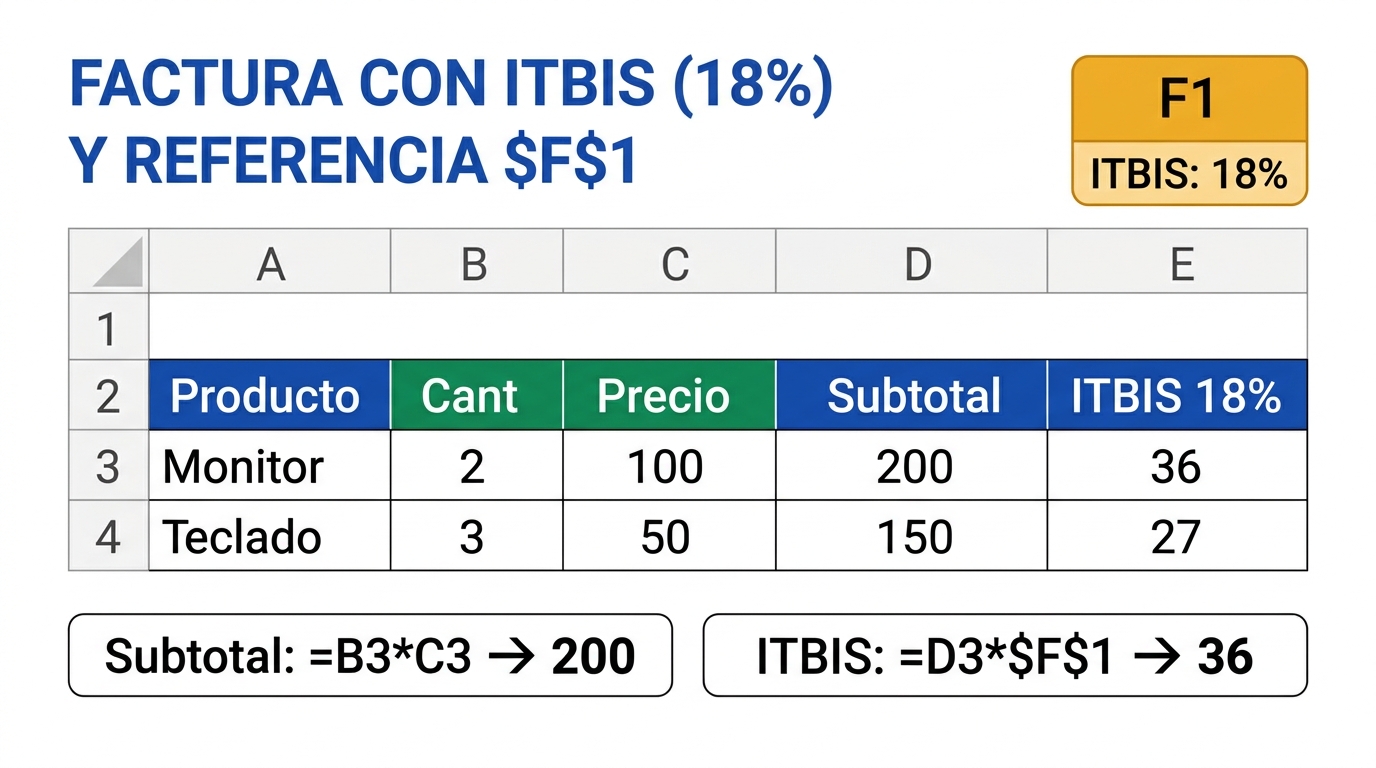 FACTURA CON ITBIS (18%)
Y REFERENCIA $F$1
F1
ITBIS: 18%
A B C D E
1
2 Producto Cant Precio Subtotal ITBIS 18%
3 Monitor 2 100 200 36
4 Teclado 3 50 150 27
Subtotal: =B3*C3 → 200
ITBIS: =D3*$F$1 → 36